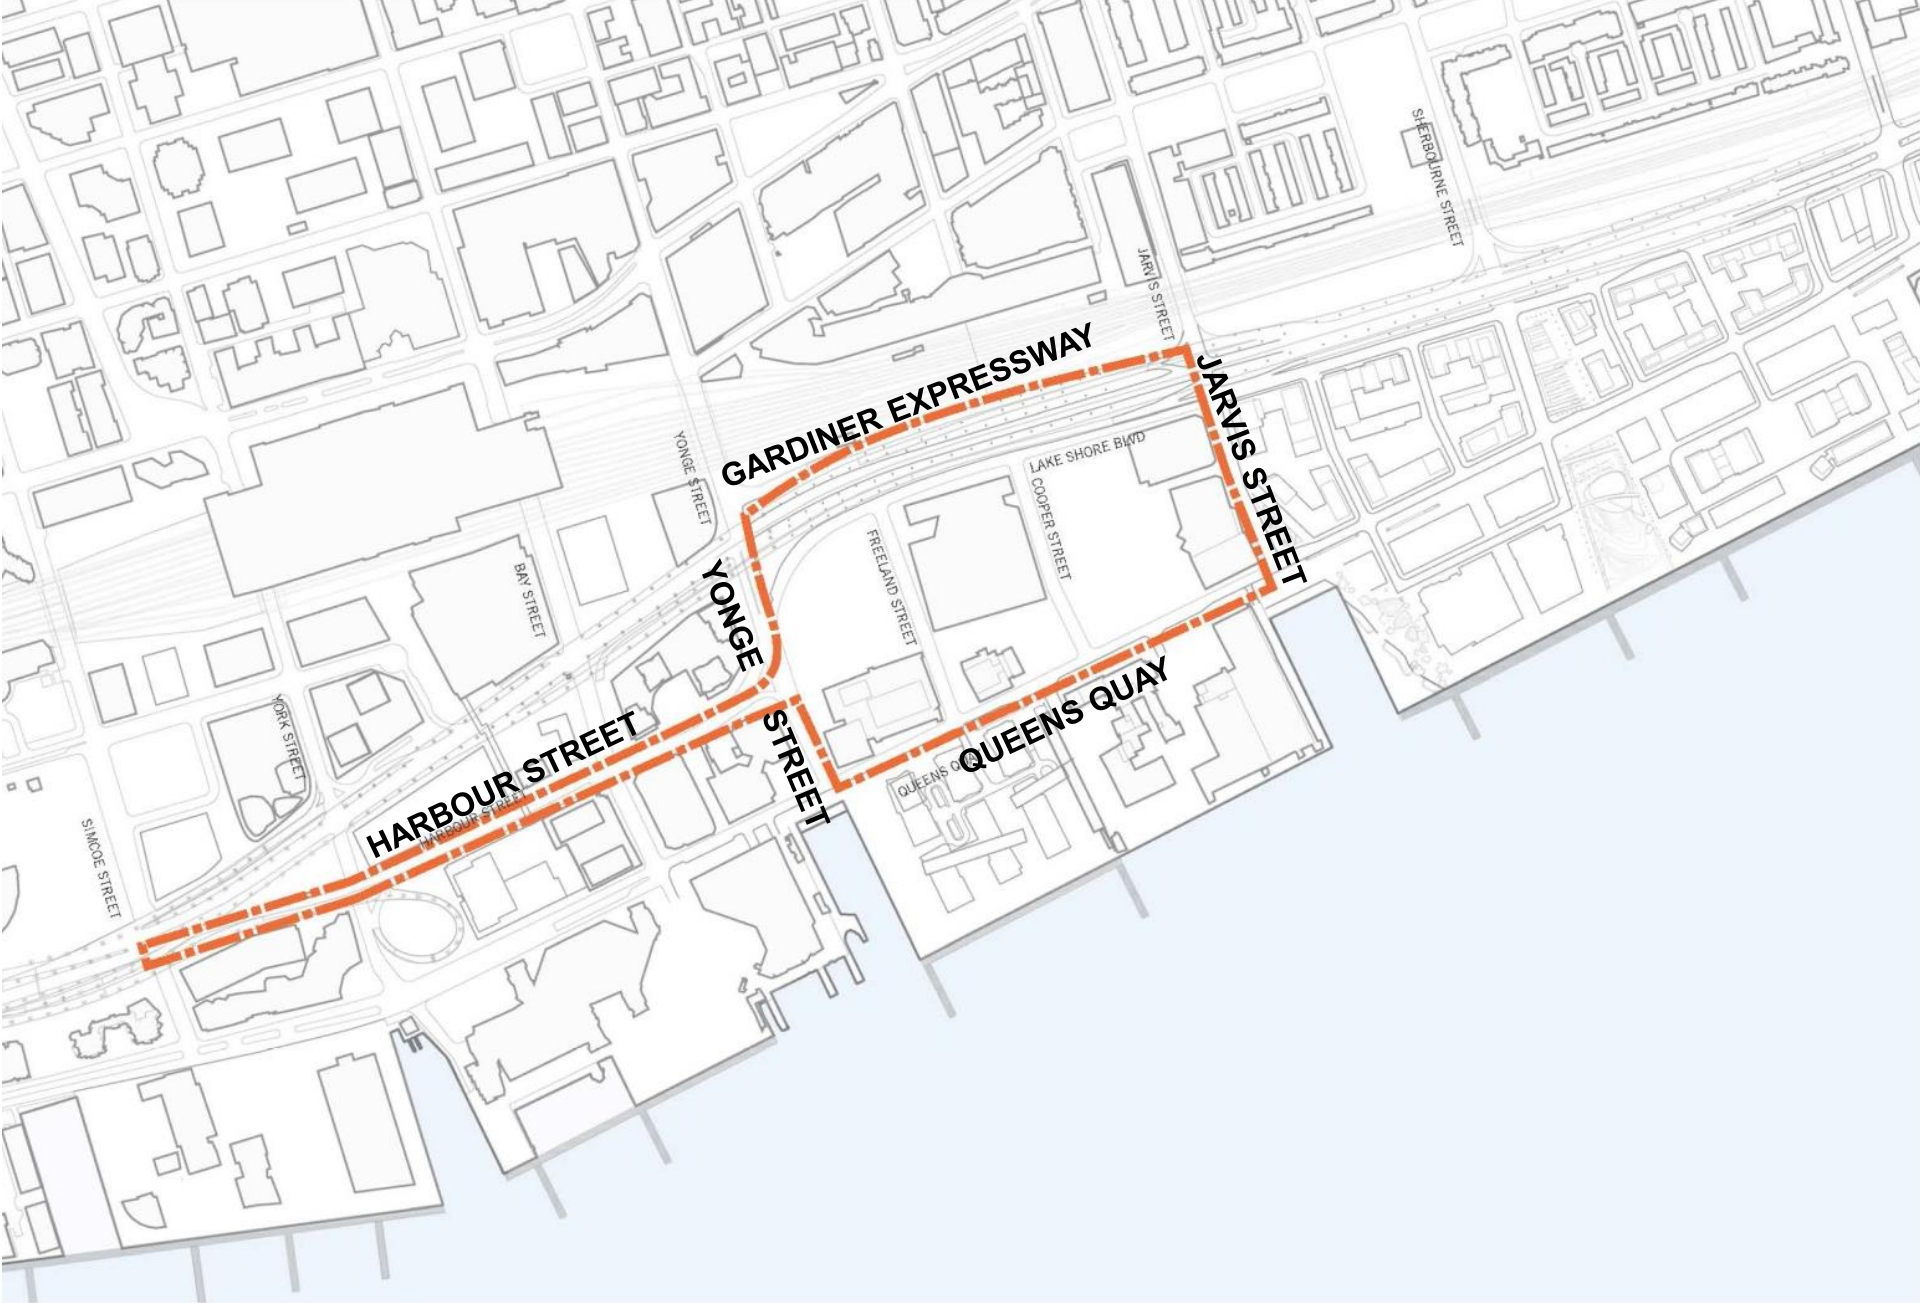 SHERBOURNE STREET
JARVIS STREET
GARDINER EXPRESSWAY
JARVIS STREET
YONGE STREET
LAKE SHORE BLVD
COOPER STREET
FREELAND STREET
BAY STREET
YONGE
STREET
QUEENS QUAY
QUEENS QUAY
YORK STREET
HARBOUR STREET
HARBOUR STREET
SIMCOE STREET